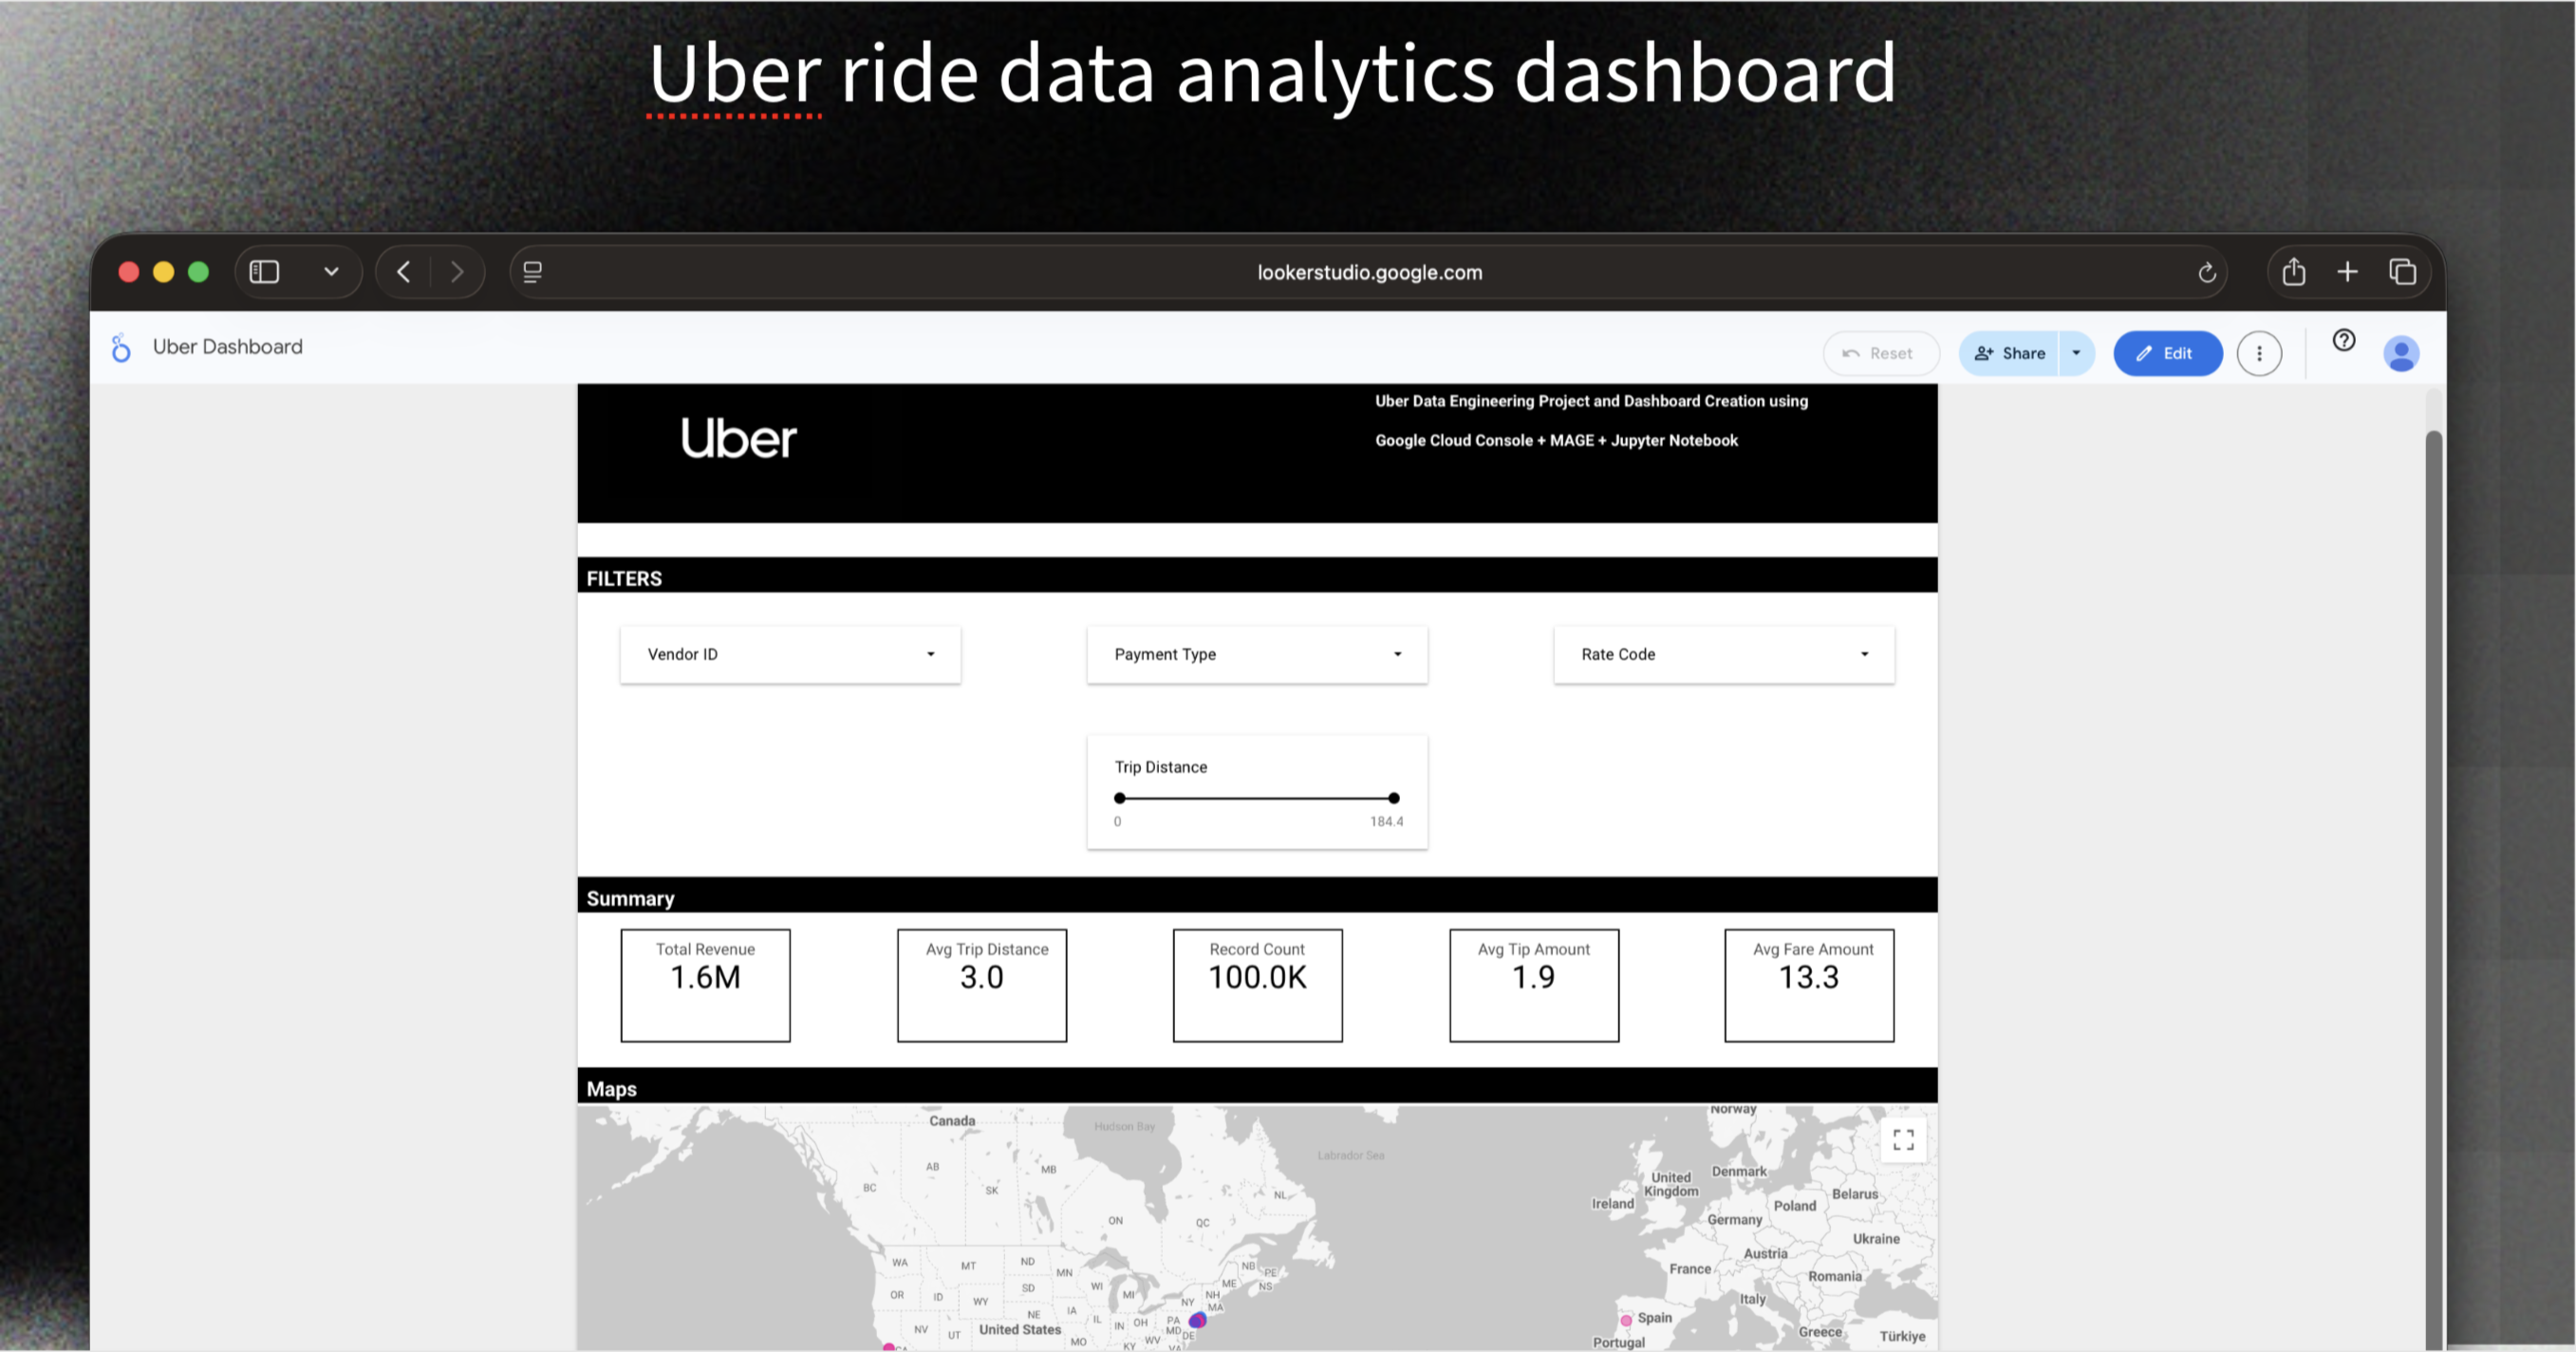 Uber ride data analytics dashboard
lookerstudio.google.com
Uber Dashboard
Reset
Share
Edit
Uber
Uber Data Engineering Project and Dashboard Creation using
Google Cloud Console + MAGE + Jupyter Notebook
FILTERS
Vendor ID
Payment Type
Rate Code
Trip Distance
0
184.4
Summary
Total Revenue
1.6M
Avg Trip Distance
3.0
Record Count
100.0K
Avg Tip Amount
1.9
Avg Fare Amount
13.3
Maps
Canada
Hudson Bay
Labrador Sea
Norway
AB
MB
BC
SK
NL
ON
QC
United
Kingdom
Denmark
Ireland
Poland
Belarus
Germany
Ukraine
Austria
France
Romania
Italy
WA
MT
ND
MN
NB
PE
OR
ID
WY
SD
WI
MI
ME
NS
NY
NH
MA
NE
IA
IL
IN
OH
PA
MD
DE
NV
UT
United States
MO
KY
WV
VA
CA
Spain
Portugal
Greece
Türkiye